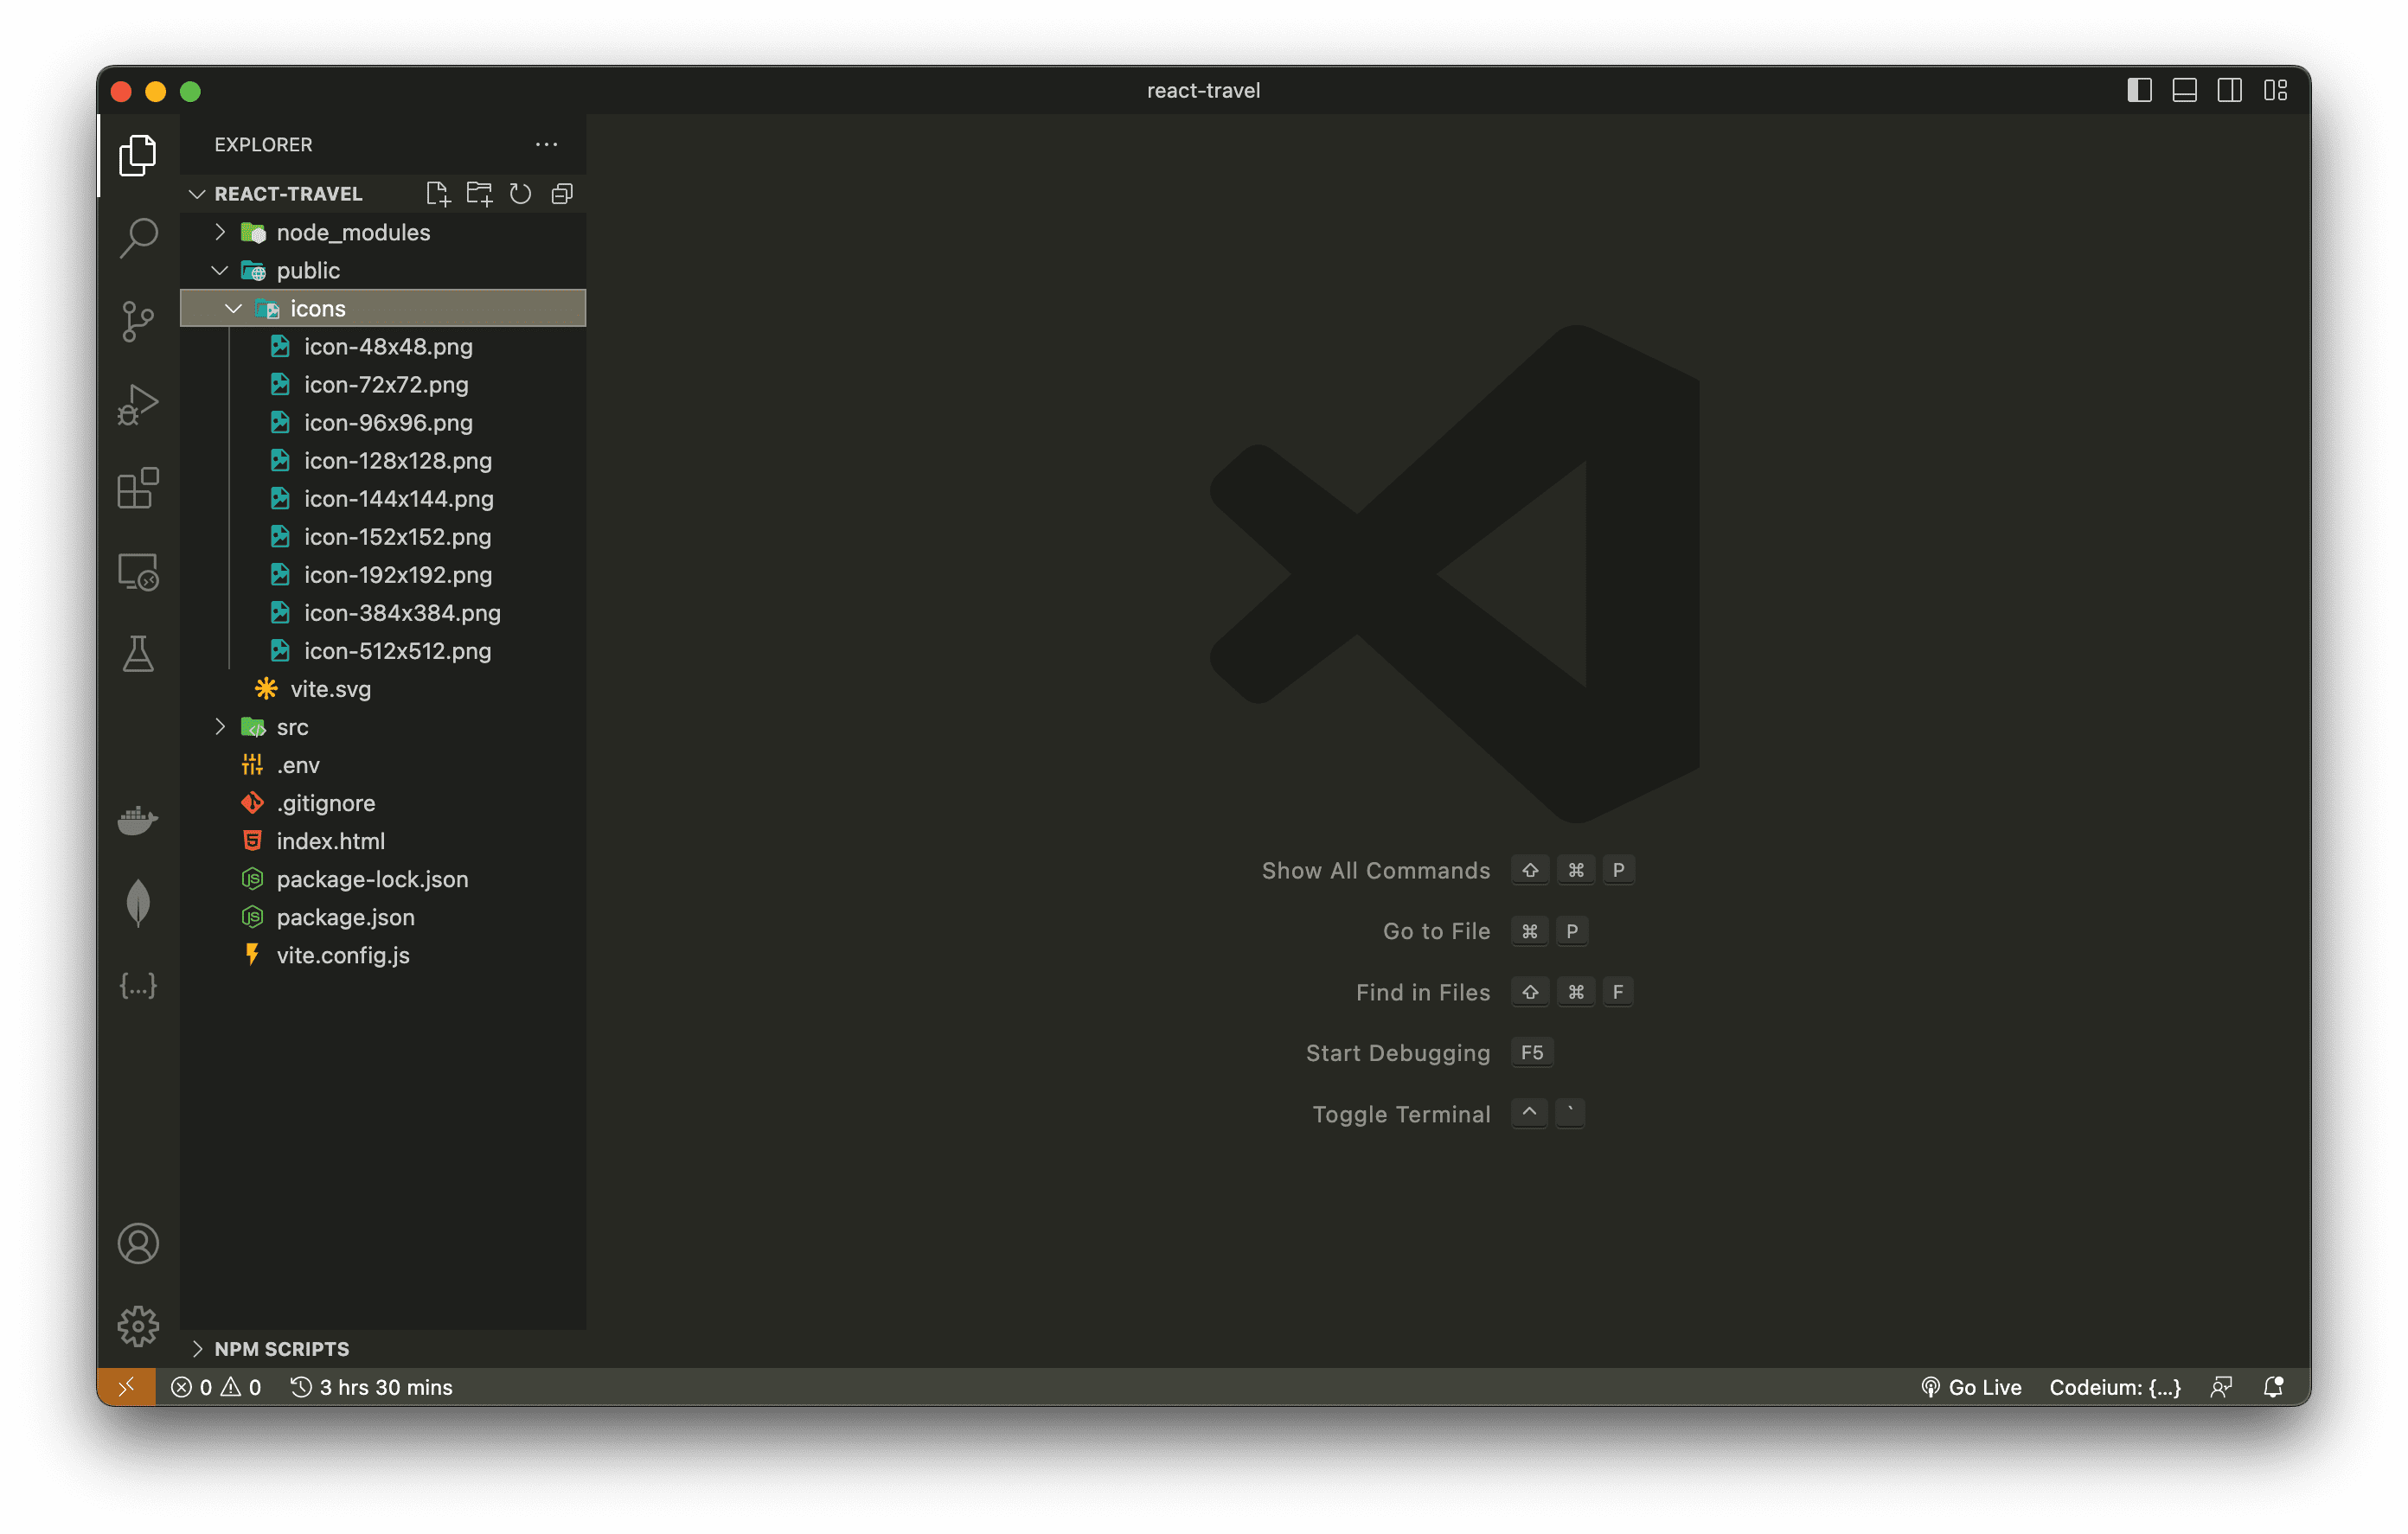 react-travel
EXPLORER
REACT-TRAVEL
node_modules
public
icons
icon-48x48.png
icon-72x72.png
icon-96x96.png
icon-128x128.png
icon-144x144.png
icon-152x152.png
icon-192x192.png
icon-384x384.png
icon-512x512.png
vite.svg
src
.env
.gitignore
index.html
package-lock.json
package.json
vite.config.js
NPM SCRIPTS
Show All Commands ⇧ ⌘ P
Go to File ⌘ P
Find in Files ⇧ ⌘ F
Start Debugging F5
Toggle Terminal ^ `
0 0 3 hrs 30 mins Go Live Codeium: {...}